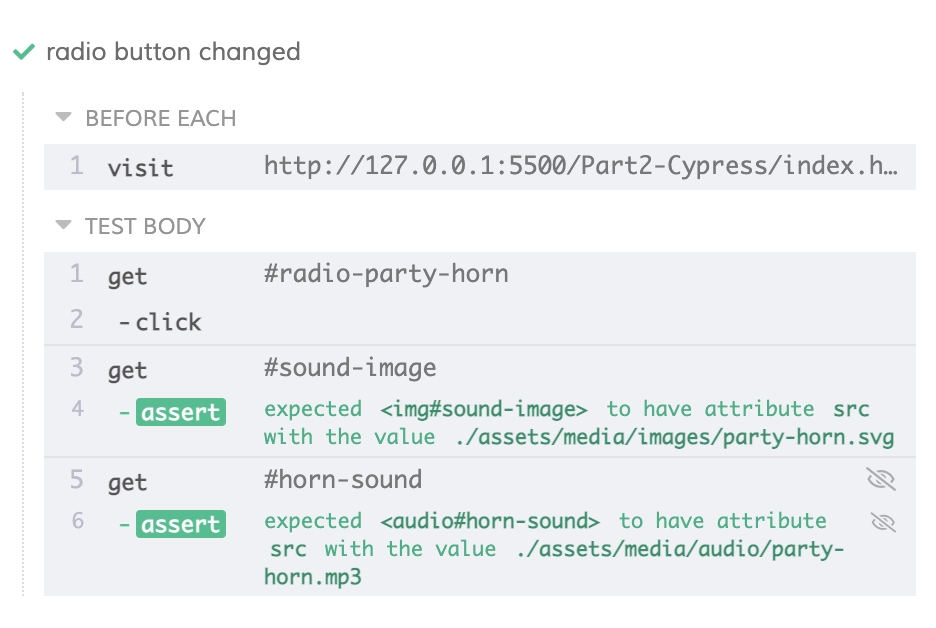 radio button changed
BEFORE EACH
1 visit http://127.0.0.1:5500/Part2-Cypress/index.h…
TEST BODY
1 get #radio-party-horn
2 -click
3 get #sound-image
4 -assert expected <img#sound-image> to have attribute src
with the value ./assets/media/images/party-horn.svg
5 get #horn-sound
6 -assert expected <audio#horn-sound> to have attribute
src with the value ./assets/media/audio/party-
horn.mp3